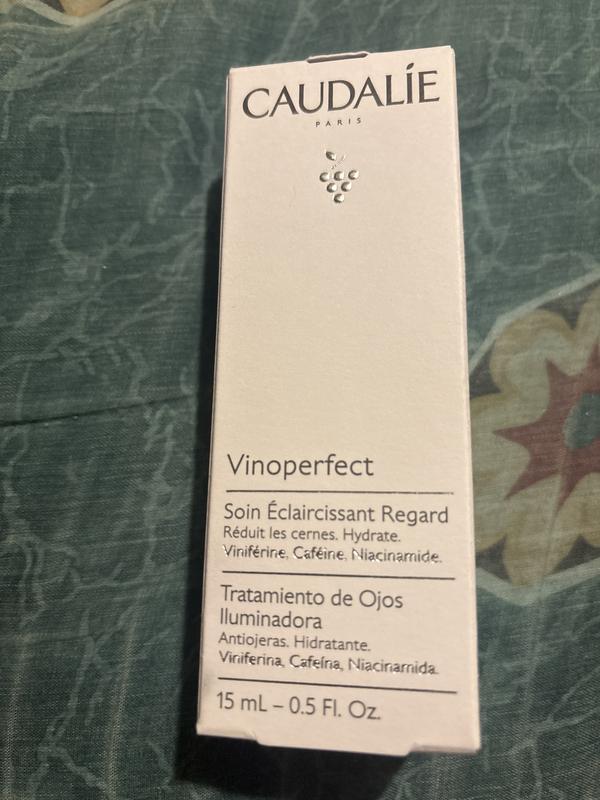 CAUDALÍE
PARIS
Vinoperfect
Soin Éclaircissant Regard
Réduit les cernes. Hydrate.
Viniférine, Caféine, Niacinamide.
Tratamiento de Ojos
Iluminadora
Antiojeras. Hidratante.
Viniferina, Cafeína, Niacinamida.
15 mL – 0.5 Fl. Oz.